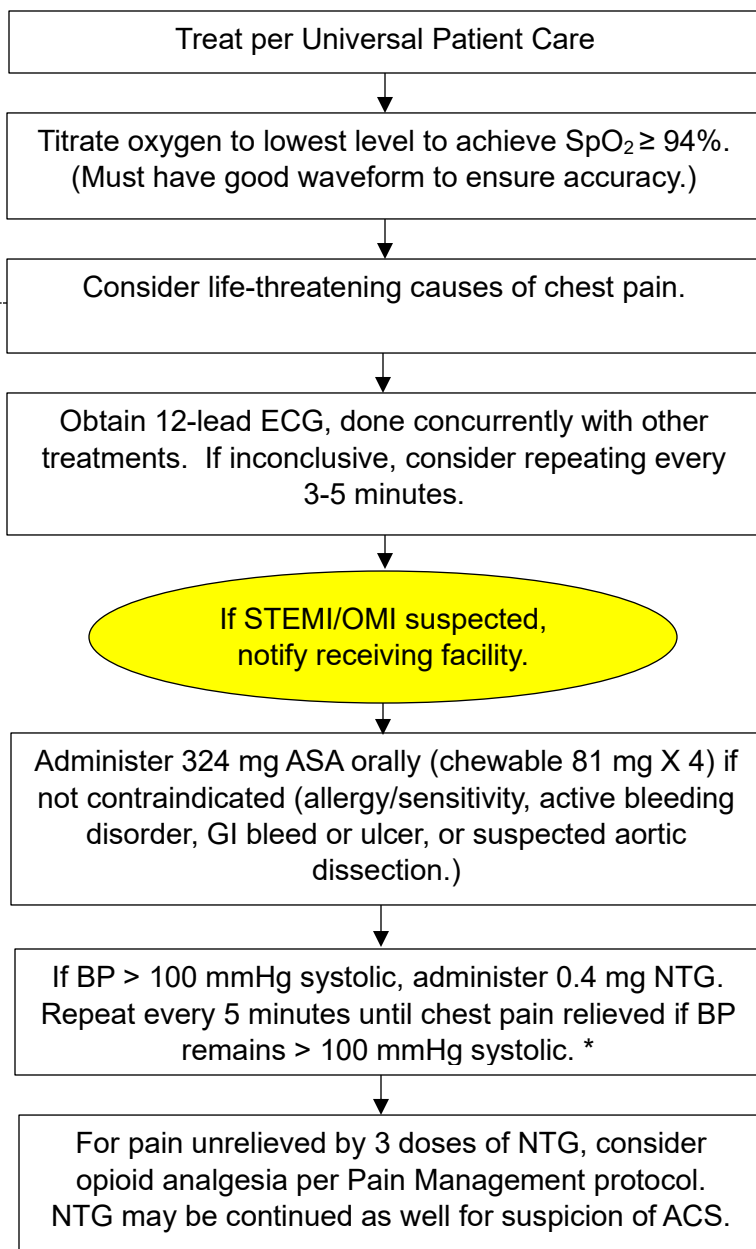 Treat per Universal Patient Care
Titrate oxygen to lowest level to achieve SpO₂ ≥ 94%.
(Must have good waveform to ensure accuracy.)
Consider life-threatening causes of chest pain.
Obtain 12-lead ECG, done concurrently with other
treatments.  If inconclusive, consider repeating every
3-5 minutes.
If STEMI/OMI suspected,
notify receiving facility.
Administer 324 mg ASA orally (chewable 81 mg X 4) if
not contraindicated (allergy/sensitivity, active bleeding
disorder, GI bleed or ulcer, or suspected aortic
dissection.)
If BP > 100 mmHg systolic, administer 0.4 mg NTG.
Repeat every 5 minutes until chest pain relieved if BP
remains > 100 mmHg systolic. *
For pain unrelieved by 3 doses of NTG, consider
opioid analgesia per Pain Management protocol.
NTG may be continued as well for suspicion of ACS.